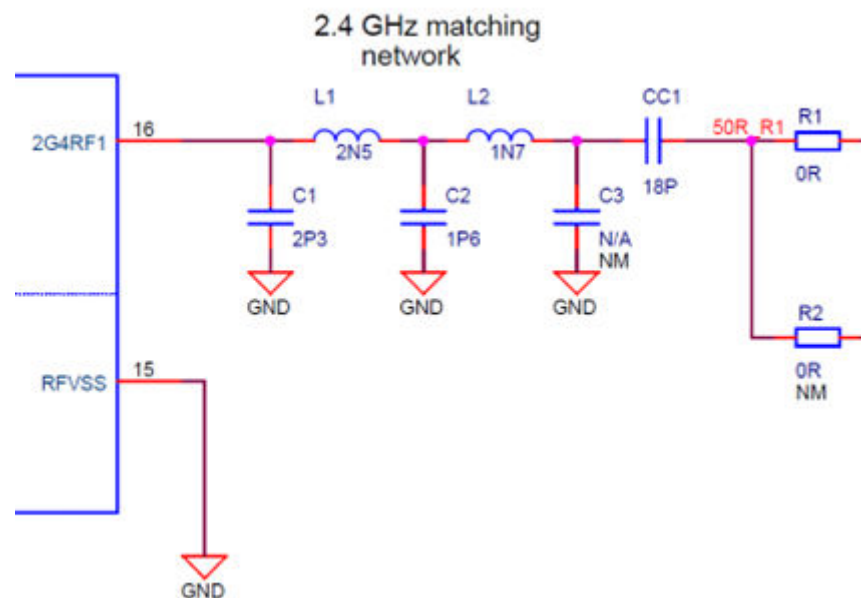 2.4 GHz matching
network
L1
L2
CC1
R1
2G4RF1
16
50R_R1
2N5
1N7
18P
0R
C1
2P3
C2
1P6
C3
N/A
NM
GND
GND
GND
R2
0R
NM
RFVSS
15
GND